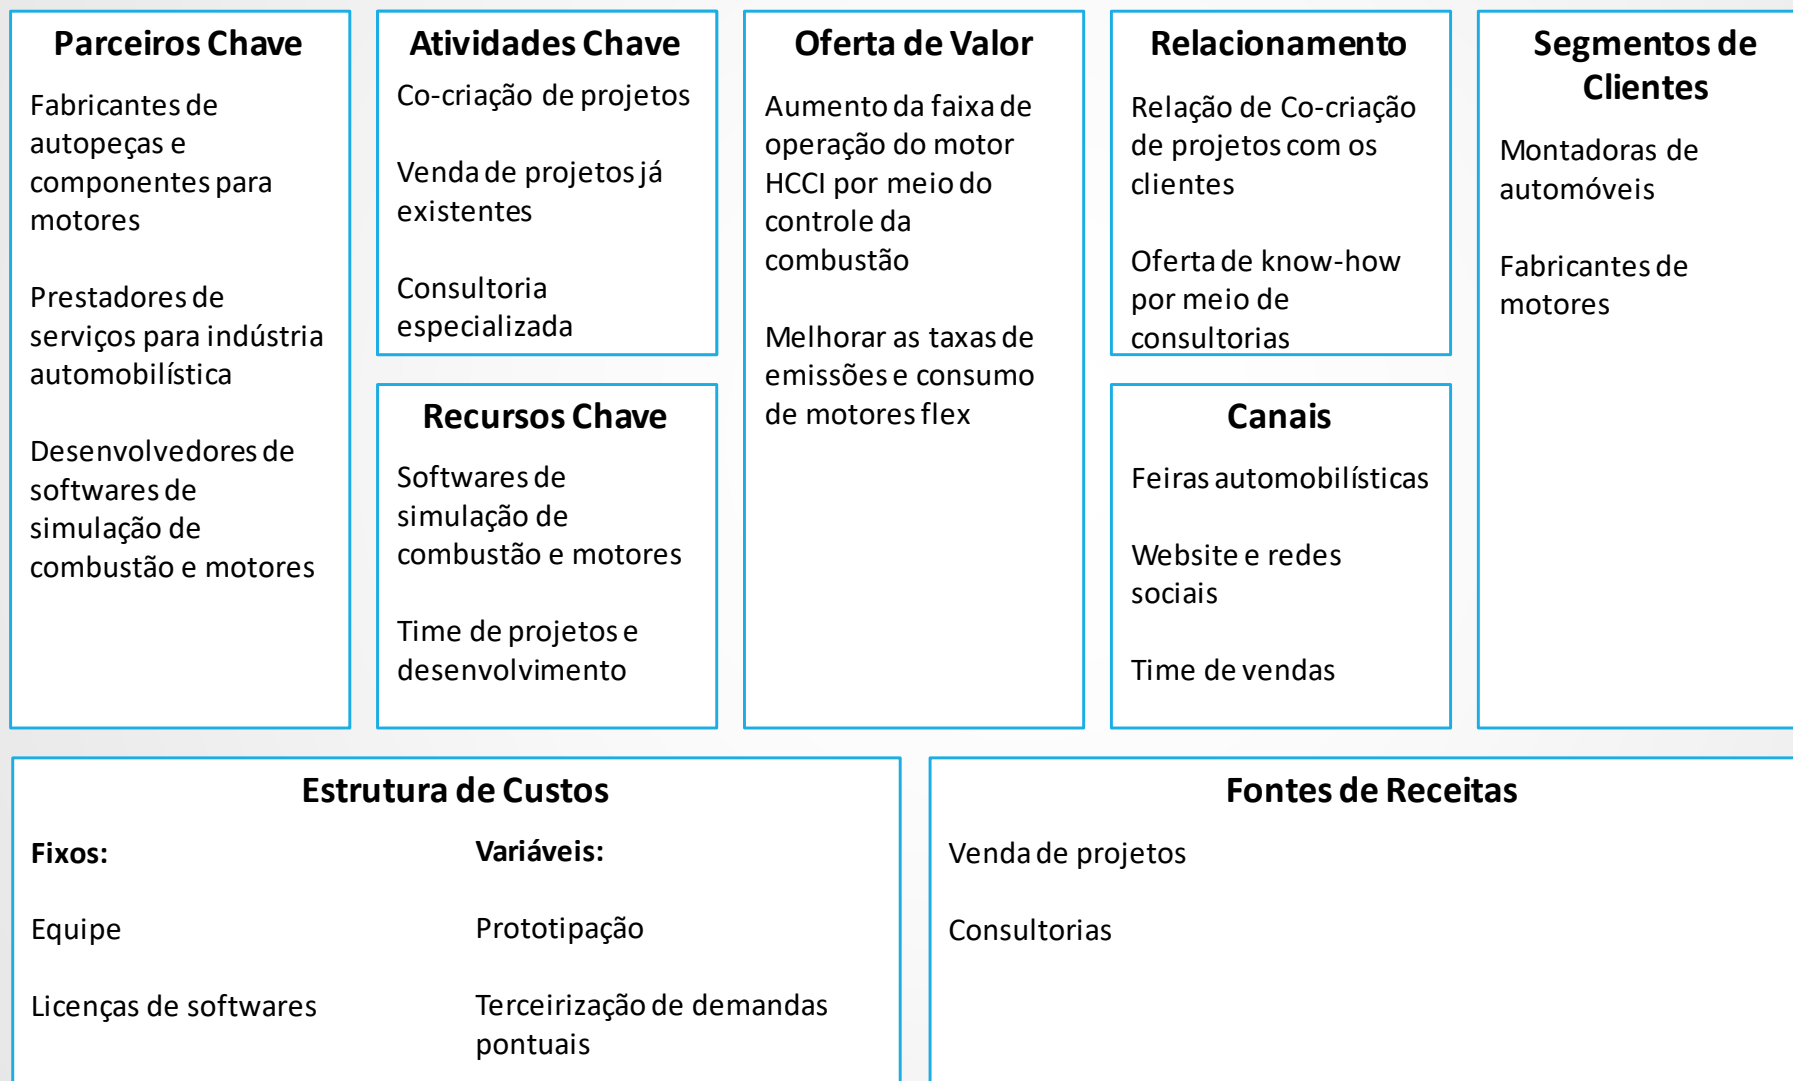 Parceiros Chave
Fabricantes de
autopeças e
componentes para
motores
Prestadores de
serviços para indústria
automobilística
Desenvolvedores de
softwares de
simulação de
combustão e motores
Atividades Chave
Co-criação de projetos
Venda de projetos já
existentes
Consultoria
especializada
Recursos Chave
Softwares de
simulação de
combustão e motores
Time de projetos e
desenvolvimento
Oferta de Valor
Aumento da faixa de
operação do motor
HCCI por meio do
controle da
combustão
Melhorar as taxas de
emissões e consumo
de motores flex
Relacionamento
Relação de Co-criação
de projetos com os
clientes
Oferta de know-how
por meio de
consultorias
Canais
Feiras automobilísticas
Website e redes
sociais
Time de vendas
Segmentos de
Clientes
Montadoras de
automóveis
Fabricantes de
motores
Estrutura de Custos
Fixos:
Equipe
Licenças de softwares
Variáveis:
Prototipação
Terceirização de demandas
pontuais
Fontes de Receitas
Venda de projetos
Consultorias